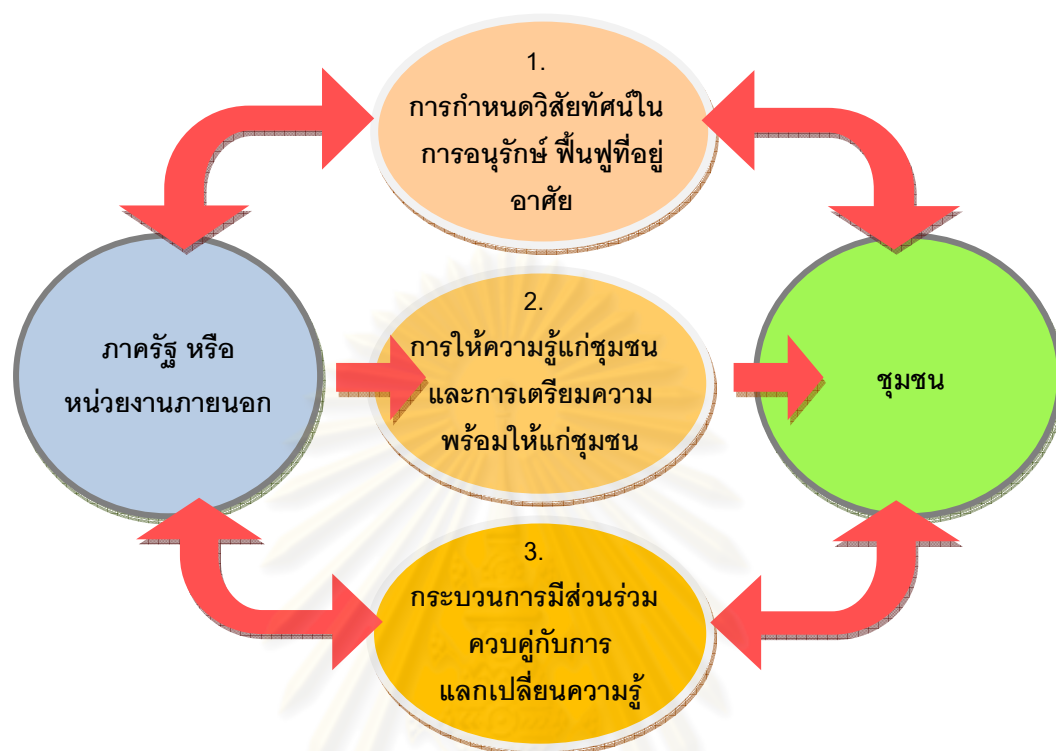 1.
การกำหนดวิสัยทัศน์ใน
การอนุรักษ์ ฟื้นฟูที่อยู่
อาศัย
ภาครัฐ หรือ
หน่วยงานภายนอก
2.
การให้ความรู้แก่ชุมชน
และการเตรียมความ
พร้อมให้แก่ชุมชน
ชุมชน
3.
กระบวนการมีส่วนร่วม
ควบคู่กับการ
แลกเปลี่ยนความรู้